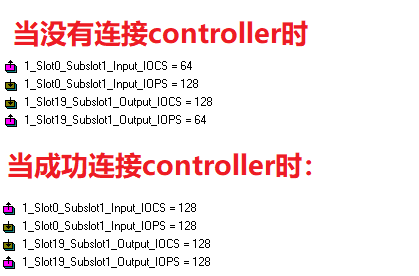 当没有连接controller时
1_Slot0_Subslot1_Input_IOCS = 64
1_Slot0_Subslot1_Input_IOPS = 128
1_Slot19_Subslot1_Output_IOCS = 128
1_Slot19_Subslot1_Output_IOPS = 64
当成功连接controller时：
1_Slot0_Subslot1_Input_IOCS = 128
1_Slot0_Subslot1_Input_IOPS = 128
1_Slot19_Subslot1_Output_IOCS = 128
1_Slot19_Subslot1_Output_IOPS = 128